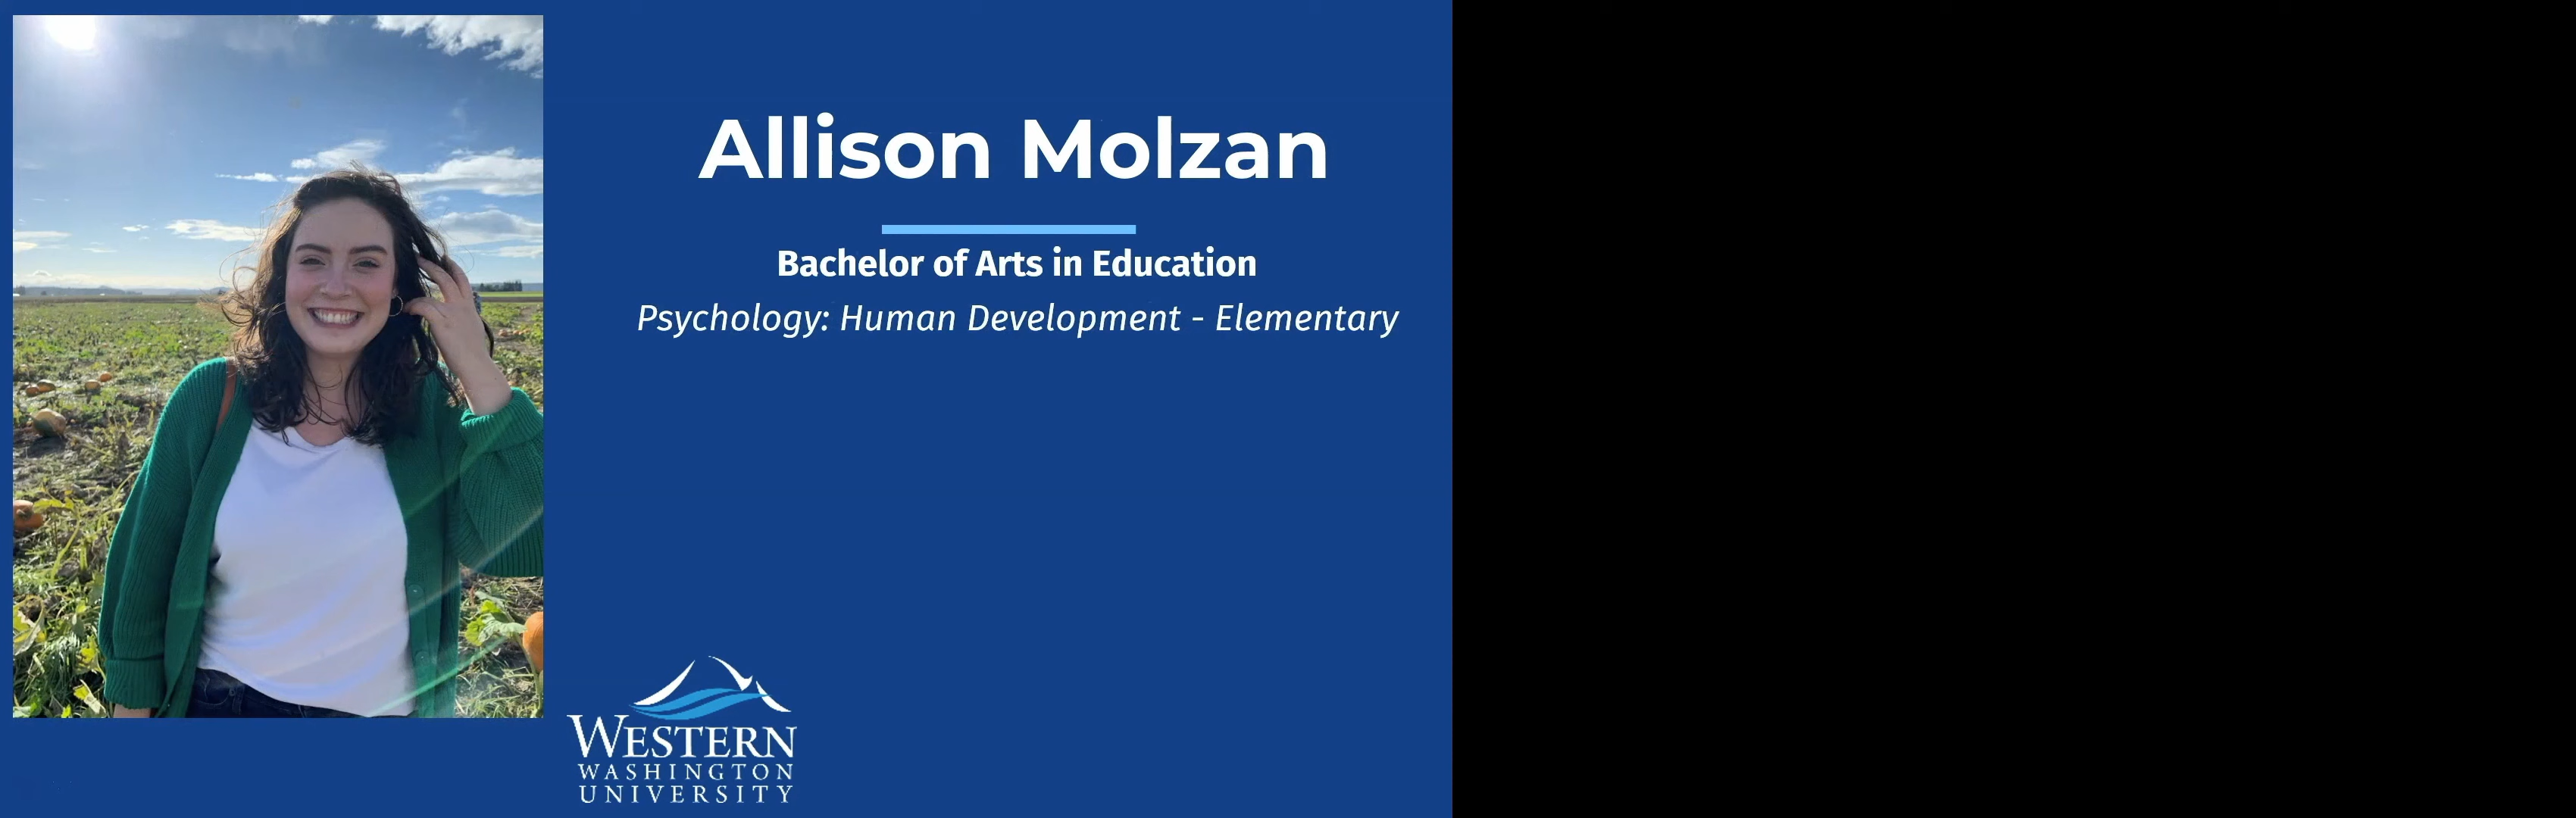 Allison Molzan
Bachelor of Arts in Education
Psychology: Human Development - Elementary
WESTERN
WASHINGTON
UNIVERSITY